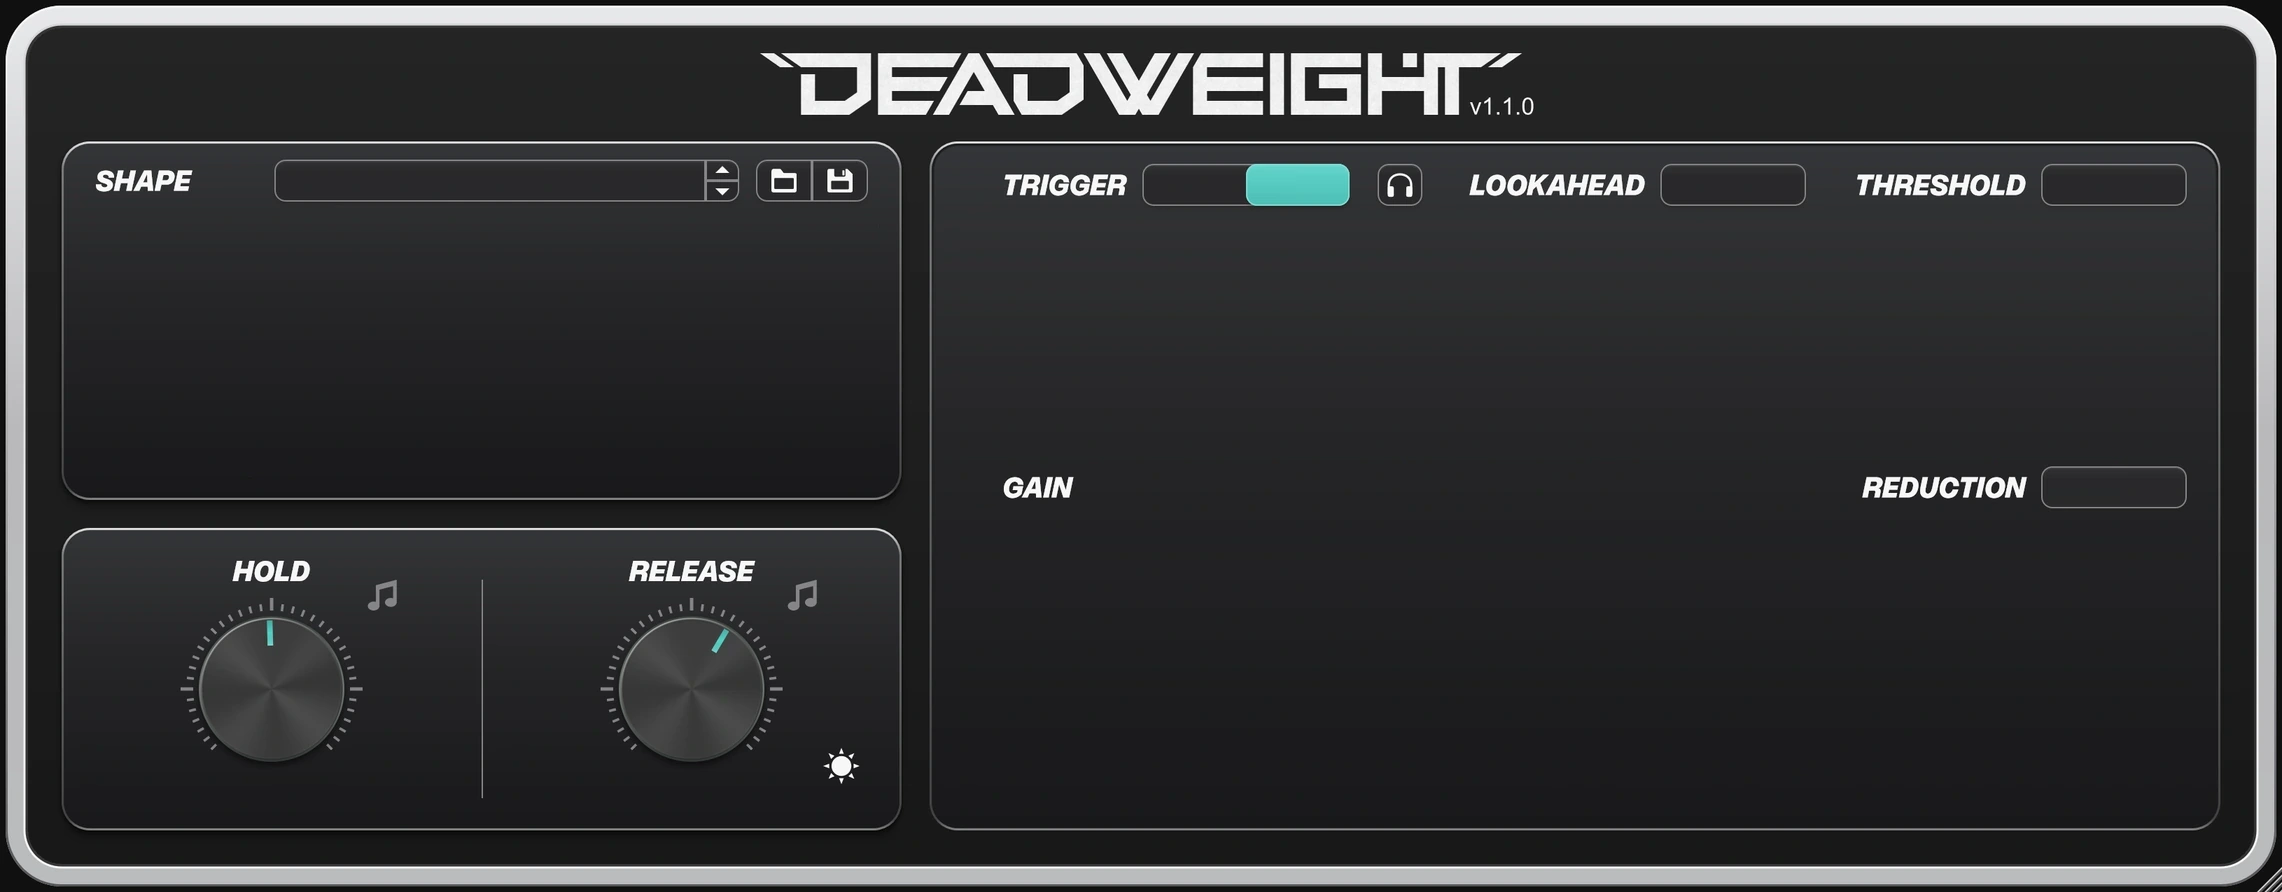 DEADWEIGHT
v1.1.0
SHAPE
TRIGGER
LOOKAHEAD
THRESHOLD
GAIN
REDUCTION
HOLD
RELEASE